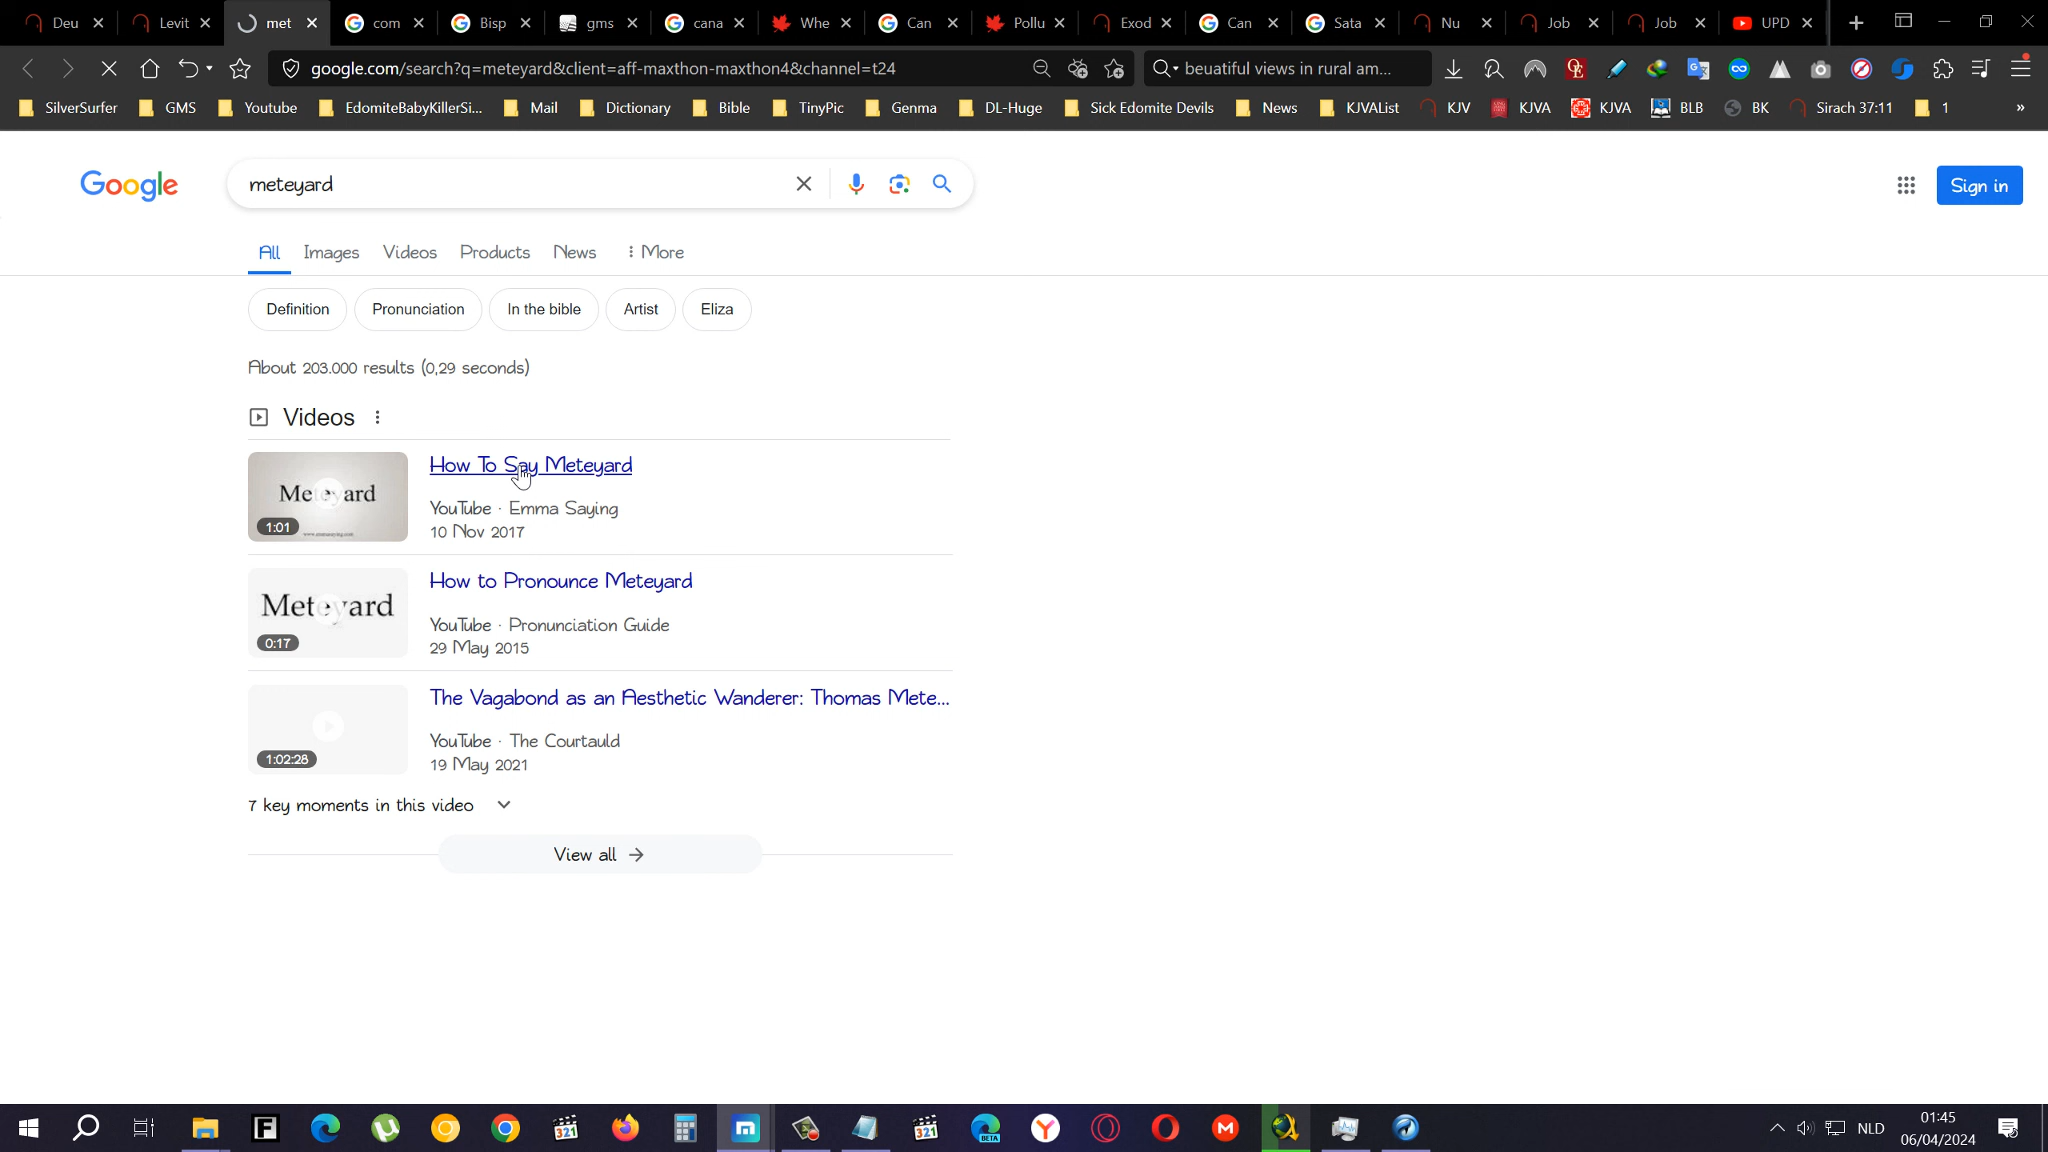 Deu Levit met com Bisp gms cana Whe Can Pollu Exod Can Sata Nu Job Job UPD
google.com/search?q=meteyard&client=aff-maxthon-maxthon4&channel=t24 beuatiful views in rural am...
SilverSurfer GMS Youtube EdomiteBabyKillerSi... Mail Dictionary Bible TinyPic Genma DL-Huge Sick Edomite Devils News KJVAList KJV KJVA KJVA BLB BK Sirach 37:11 1 »
Google meteyard Sign in
All Images Videos Products News More
Definition Pronunciation In the bible Artist Eliza
About 203.000 results (0,29 seconds)
Videos
How To Say Meteyard
Meteyard
YouTube · Emma Saying
1:01
10 Nov 2017
How to Pronounce Meteyard
Meteyard
YouTube · Pronunciation Guide
0:17
29 May 2015
The Vagabond as an Aesthetic Wanderer: Thomas Mete...
YouTube · The Courtauld
1:02:28
19 May 2021
7 key moments in this video
View all
NLD
01:45
06/04/2024